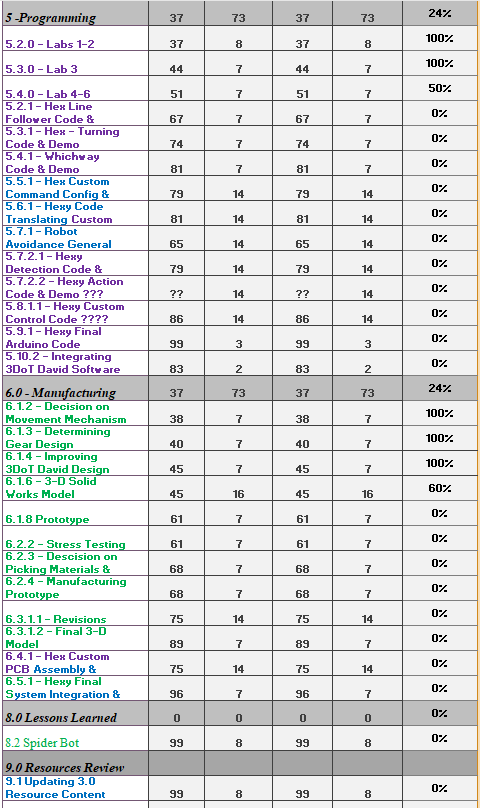 5 -Programming 37 73 37 73 24%
5.2.0 - Labs 1-2 37 8 37 8 100%
5.3.0 - Lab 3 44 7 44 7 100%
5.4.0 - Lab 4-6 51 7 51 7 50%
5.2.1 - Hex Line
Follower Code & 67 7 67 7 0%
5.3.1 - Hex - Turning
Code & Demo 74 7 74 7 0%
5.4.1 - Whichway
Code & Demo 81 7 81 7 0%
5.5.1 - Hex Custom
Command Config & 79 14 79 14 0%
5.6.1 - Hexy Code
Translating Custom 81 14 81 14 0%
5.7.1 - Robot
Avoidance General 65 14 65 14 0%
5.7.2.1 - Hexy
Detection Code & 79 14 79 14 0%
5.7.2.2 - Hexy Action
Code & Demo ??? ?? 14 ?? 14 0%
5.8.1.1 - Hexy Custom
Control Code ???? 86 14 86 14 0%
5.9.1 - Hexy Final
Arduino Code 99 3 99 3 0%
5.10.2 - Integrating
3DoT David Software 83 2 83 2 0%
6.0 - Manufacturing 37 73 37 73 24%
6.1.2 - Decision on
Movement Mechanism 38 7 38 7 100%
6.1.3 - Determining
Gear Design 40 7 40 7 100%
6.1.4 - Improving
3DoT David Design 45 7 45 7 100%
6.1.6 - 3-D Solid
Works Model 45 16 45 16 60%
6.1.8 Prototype 61 7 61 7 0%
6.2.2 - Stress Testing 61 7 61 7 0%
6.2.3 - Descision on
Picking Materials & 68 7 68 7 0%
6.2.4 - Manufacturing
Prototype 68 7 68 7 0%
6.3.1.1 - Revisions 75 14 75 14 0%
6.3.1.2 - Final 3-D
Model 89 7 89 7 0%
6.4.1 - Hex Custom
PCB Assembly & 75 14 75 14 0%
6.5.1 - Hexy Final
System Integration & 96 7 96 7 0%
8.0 Lessons Learned 0 0 0 0 0%
8.2 Spider Bot 99 8 99 8 0%
9.0 Resources Review
9.1 Updating 3.0
Resource Content 99 8 99 8 0%